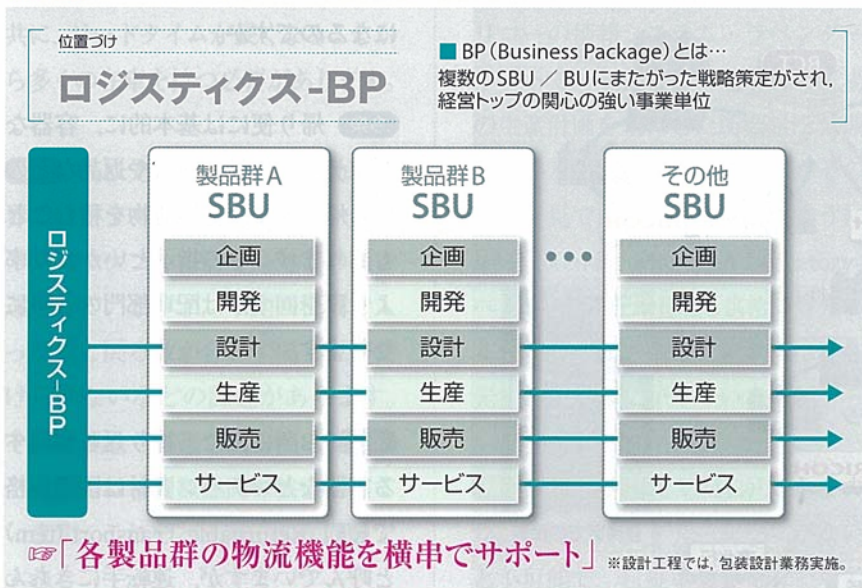 位置づけ
ロジスティクス-BP
■ BP(Business Package)とは…
複数のSBU / BUにまたがった戦略策定がされ,
経営トップの関心の強い事業単位
ロジスティクス-BP
製品群A
SBU
企画
開発
設計
生産
販売
サービス
製品群B
SBU
企画
開発
設計
生産
販売
サービス
•••
その他
SBU
企画
開発
設計
生産
販売
サービス
☞「各製品群の物流機能を横串でサポート」 ※設計工程では, 包装設計業務実施。